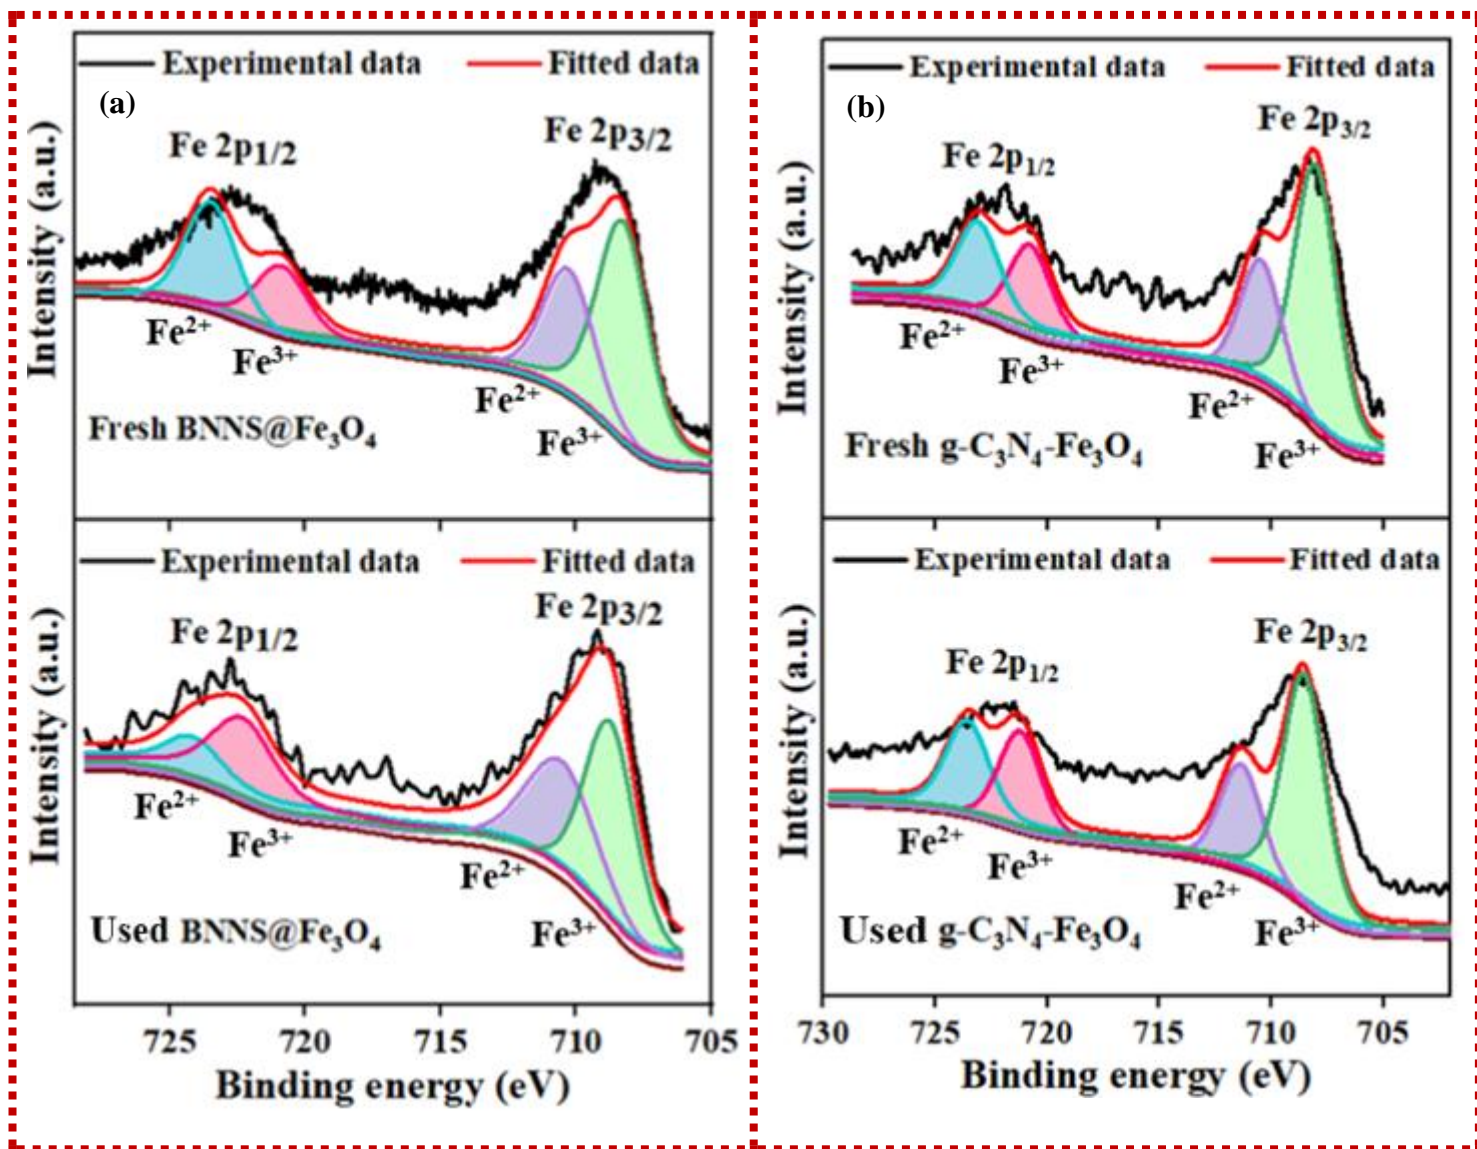 Experimental data Fitted data
(a)
Fe 2p1/2
Fe 2p3/2
Fe²⁺
Fe³⁺
Fe²⁺
Fe³⁺
Fresh BNNS@Fe₃O₄
Intensity (a.u.)
Experimental data Fitted data
Fe 2p1/2
Fe 2p3/2
Fe²⁺
Fe³⁺
Fe²⁺
Fe³⁺
Used BNNS@Fe₃O₄
Intensity (a.u.)
725 720 715 710 705
Binding energy (eV)
Experimental data Fitted data
(b)
Fe 2p1/2
Fe 2p3/2
Fe²⁺
Fe³⁺
Fe²⁺
Fe³⁺
Fresh g-C₃N₄-Fe₃O₄
Intensity (a.u.)
Experimental data Fitted data
Fe 2p1/2
Fe 2p3/2
Fe²⁺
Fe³⁺
Fe²⁺
Fe³⁺
Used g-C₃N₄-Fe₃O₄
Intensity (a.u.)
730 725 720 715 710 705
Binding energy (eV)